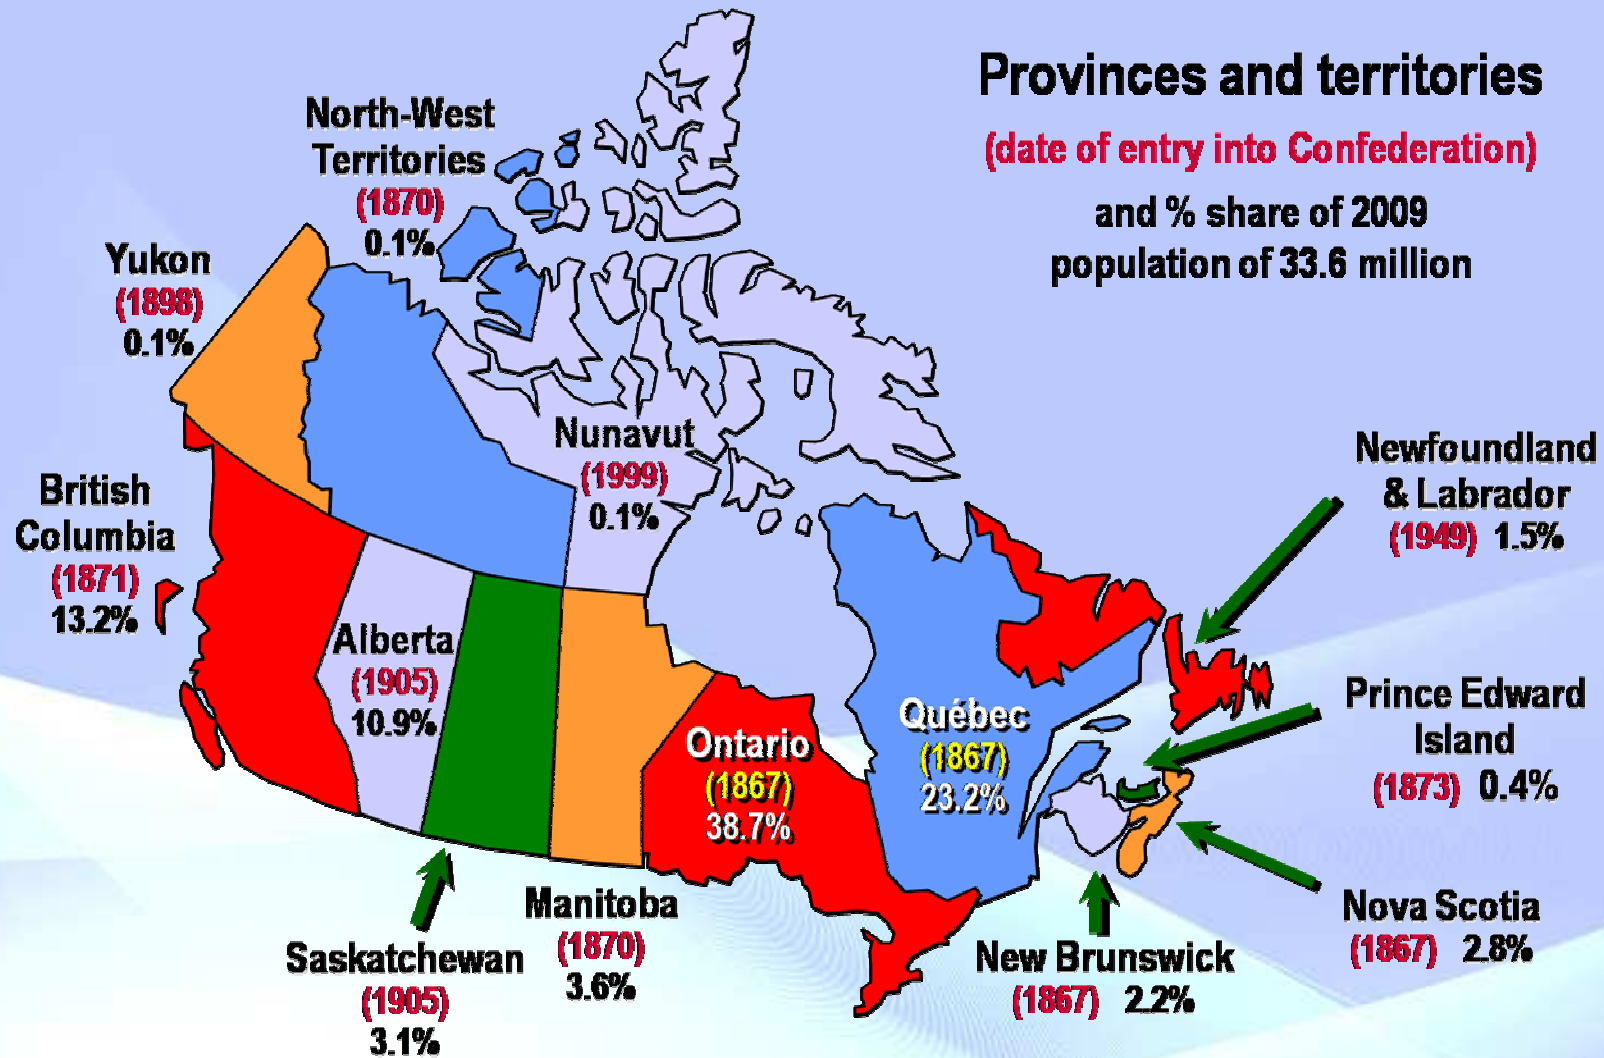 Provinces and territories
(date of entry into Confederation)
and % share of 2009
population of 33.6 million
North-West
Territories
(1870)
0.1%
Yukon
(1898)
0.1%
Nunavut
(1999)
0.1%
British
Columbia
(1871)
13.2%
Alberta
(1905)
10.9%
Saskatchewan
(1905)
3.1%
Manitoba
(1870)
3.6%
Ontario
(1867)
38.7%
Québec
(1867)
23.2%
Newfoundland
& Labrador
(1949) 1.5%
Prince Edward
Island
(1873) 0.4%
Nova Scotia
(1867) 2.8%
New Brunswick
(1867) 2.2%